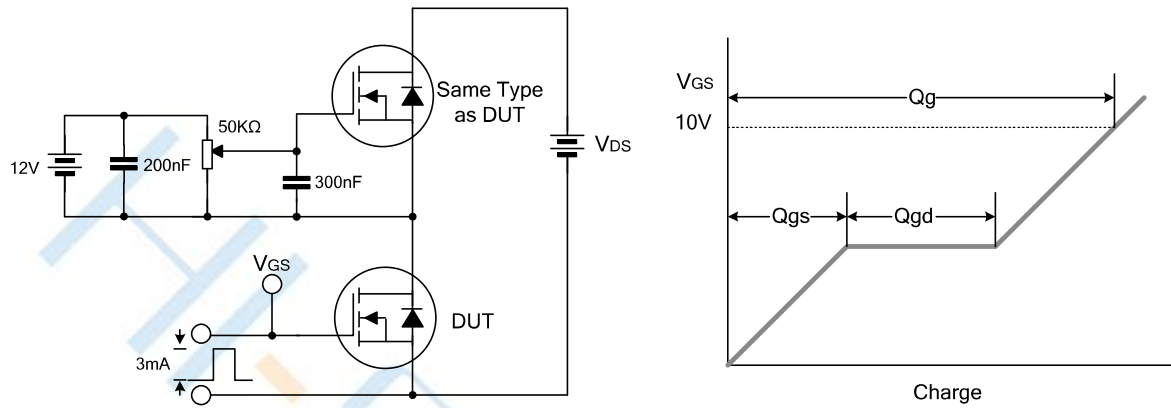 12V
200nF
50KΩ
300nF
Same Type
as DUT
VDS
VGS
DUT
3mA
VGS
10V
Qg
Qgs
Qgd
Charge